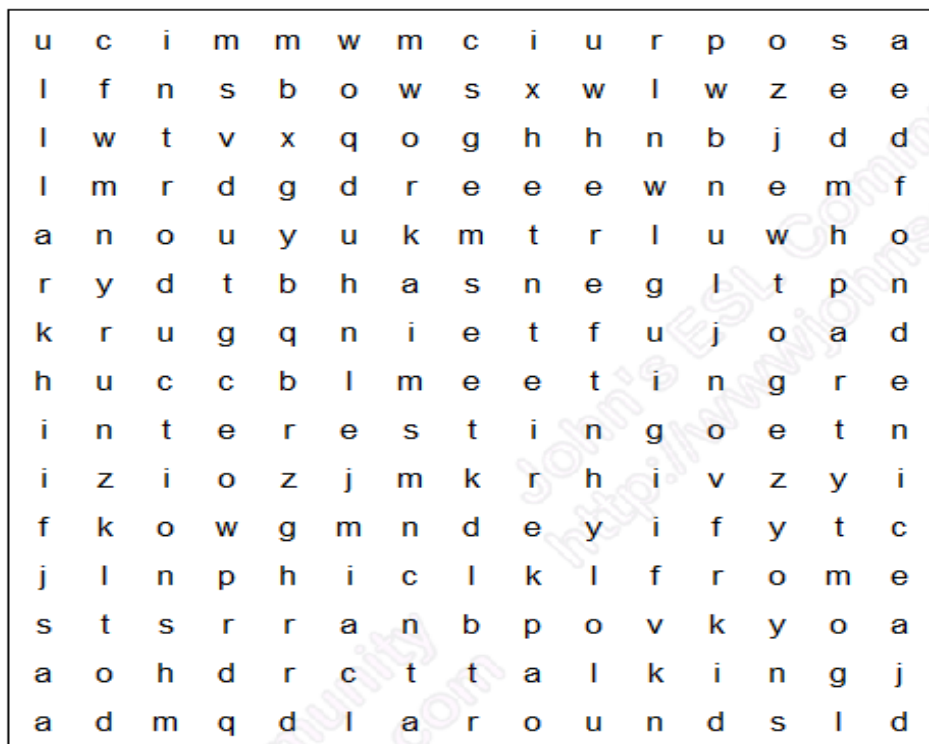 u c i m m w m c i u r p o s a
l f n s b o w s x w l w z e e
l w t v x q o g h h n b j d d
l m r d g d r e e e w n e m f
a n o u y u k m t r l u w h o
r y d t b h a s n e g l t p n
k r u g q n i e t f u j o a d
h u c c b l m e e t i n g r e
i n t e r e s t i n g o e t n
i z i o z j m k r h i v z y i
f k o w g m n d e y i f y t c
j l n p h i c l k l f r o m e
s t s r r a n b p o v k y o a
a o h d r c t t a l k i n g j
a d m q d l a r o u n d s l d